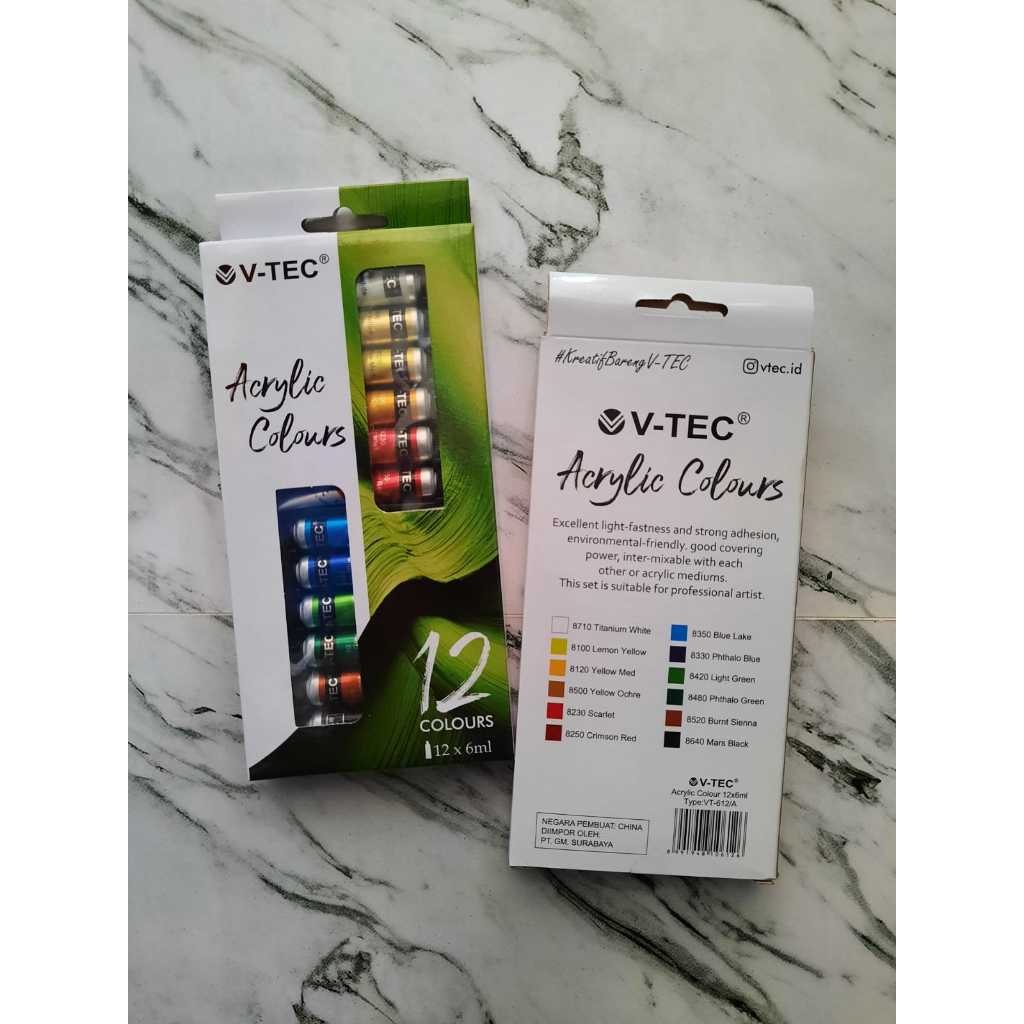 V-TEC®
Acrylic
Colours
12
COLOURS
12 x 6ml
#KreatifBarengV-TEC
vtec.id
V-TEC®
Acrylic Colours
Excellent light-fastness and strong adhesion,
environmental-friendly. good covering
power, inter-mixable with each
other or acrylic mediums.
This set is suitable for professional artist.
8710 Titanium White
8100 Lemon Yellow
8120 Yellow Med
8500 Yellow Ochre
8230 Scarlet
8250 Crimson Red
8350 Blue Lake
8330 Phthalo Blue
8420 Light Green
8480 Phthalo Green
8520 Burnt Sienna
8640 Mars Black
V-TEC®
Acrylic Colour 12x6ml
Type:VT-612/A
NEGARA PEMBUAT: CHINA
DIIMPOR OLEH:
PT. GM. SURABAYA